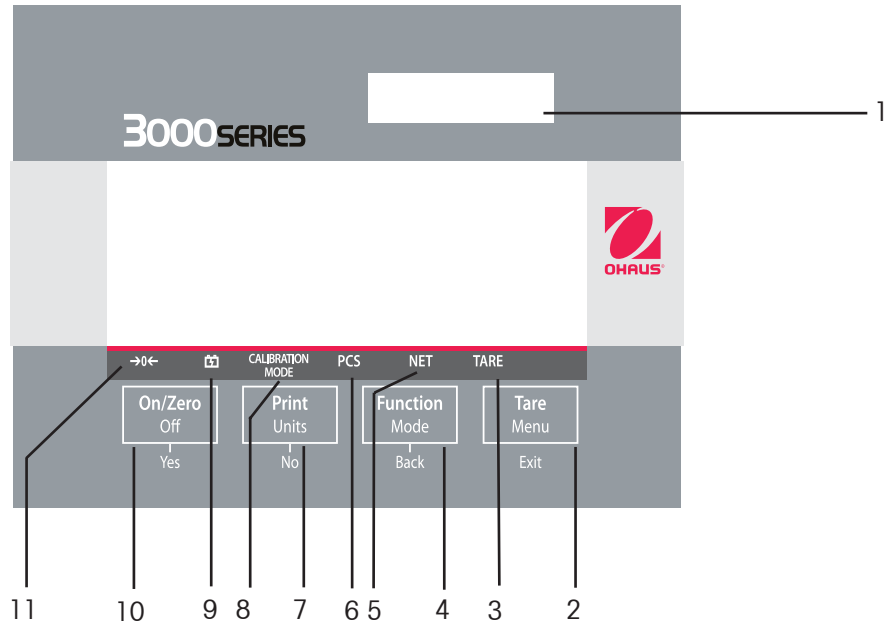 1
3000SERIES
OHAUS®
→0← CALIBRATION MODE PCS NET TARE
On/Zero Print Function Tare
Off Units Mode Menu
Yes No Back Exit
11 10 9 8 7 6 5 4 3 2